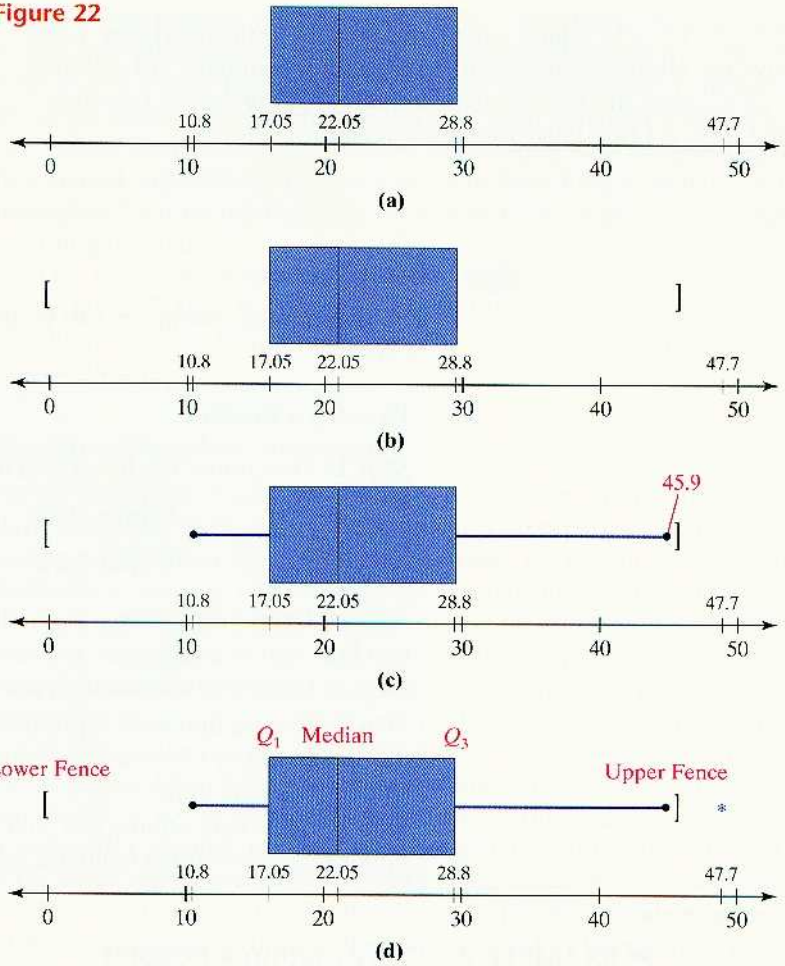 Figure 22
10.8 17.05 22.05 28.8 47.7
0 10 20 30 40 50
(a)
[ ]
10.8 17.05 22.05 28.8 47.7
0 10 20 30 40 50
(b)
45.9
[ ]
10.8 17.05 22.05 28.8 47.7
0 10 20 30 40 50
(c)
Q1 Median Q3
Lower Fence Upper Fence
[ ] *
10.8 17.05 22.05 28.8 47.7
0 10 20 30 40 50
(d)